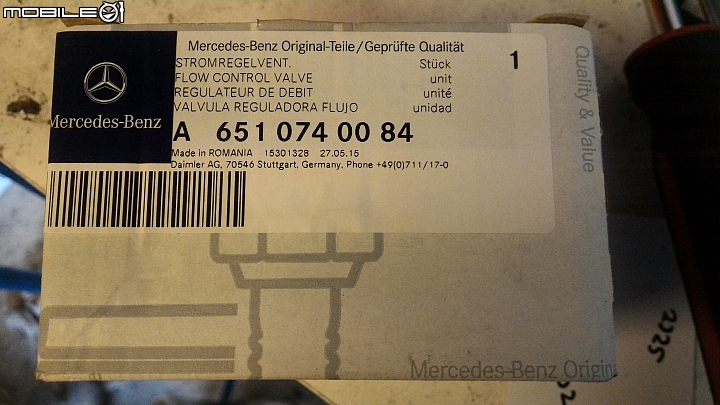 MOBILE01
Mercedes-Benz Original-Teile/Geprüfte Qualität
STROMREGELVENT. Stück 1
FLOW CONTROL VALVE unit
REGULATEUR DE DEBIT unité
VALVULA REGULADORA FLUJO unidad
Mercedes-Benz
A 651 074 00 84
Made in ROMANIA 15301328 27.05.15
Daimler AG, 70546 Stuttgart, Germany, Phone +49(0)711/17-0
Quality & Value
Mercedes-Benz Origin